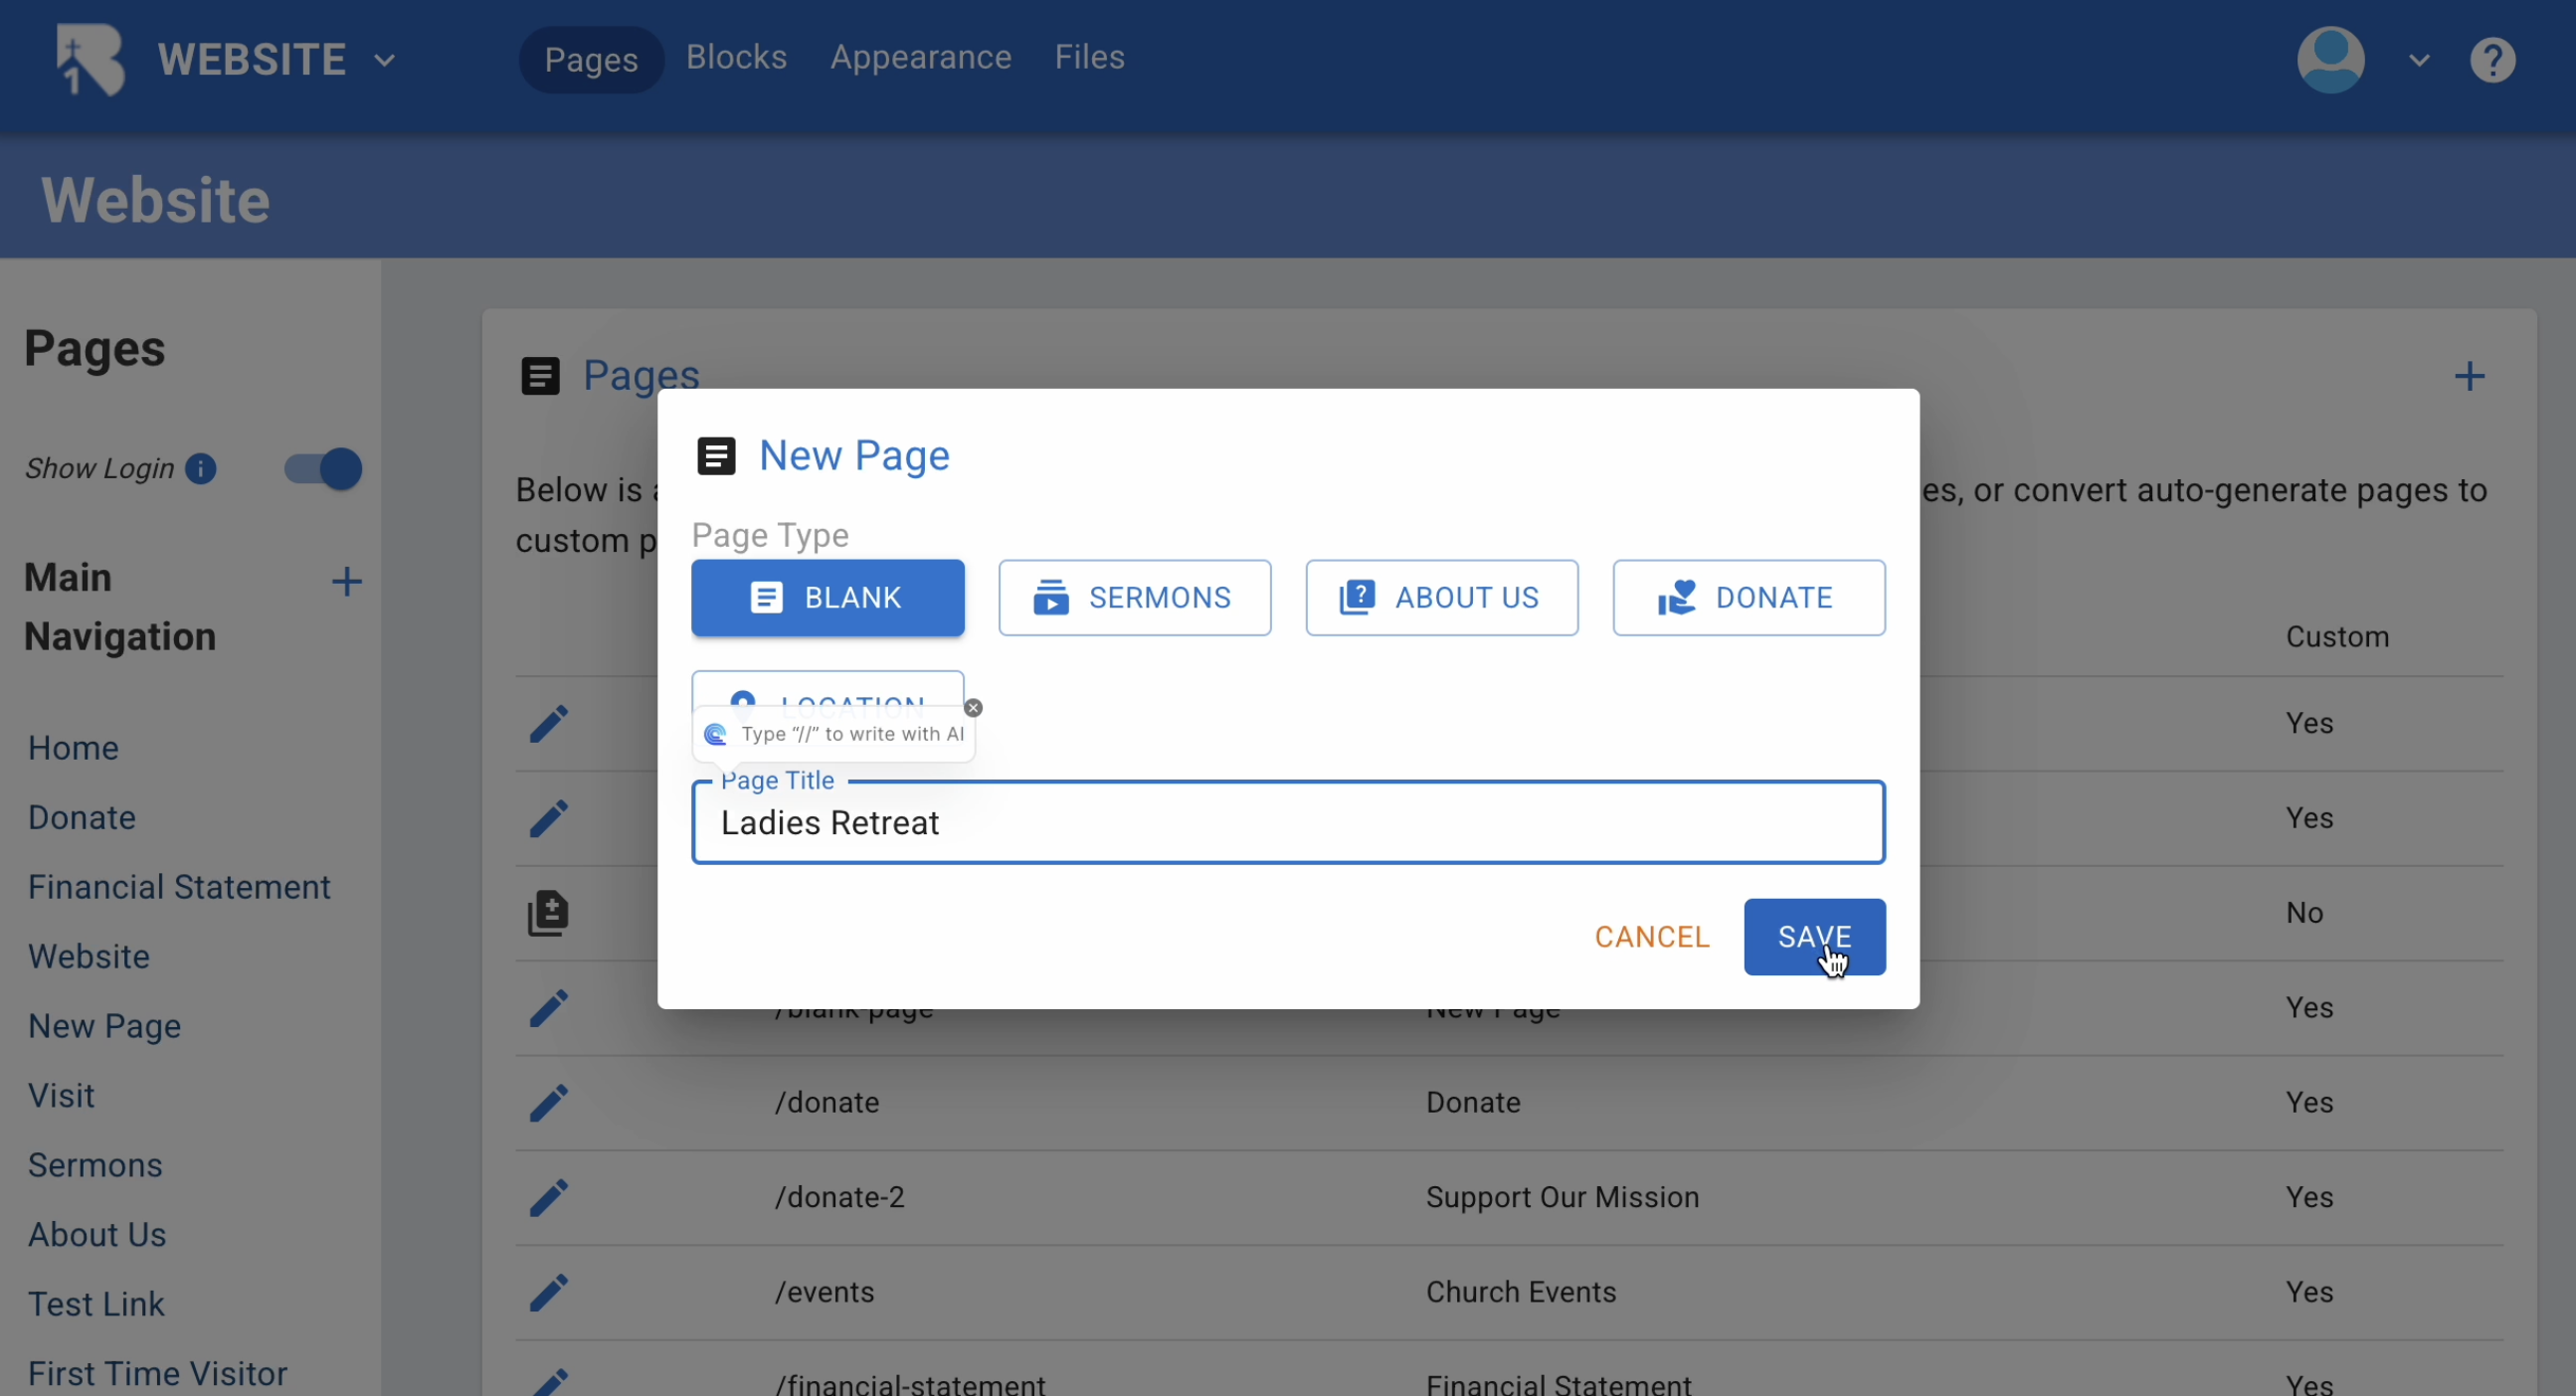 WEBSITE
Pages
Blocks
Appearance
Files
?
Website
Pages
Show Login i
Main
Navigation
+
Home
Donate
Financial Statement
Website
New Page
Visit
Sermons
About Us
Test Link
First Time Visitor
Pages
+
Below is
es, or convert auto-generate pages to
custom p
Custom
Yes
Yes
No
/blank-page New Page Yes
/donate Donate Yes
/donate-2 Support Our Mission Yes
/events Church Events Yes
/financial-statement Financial Statement Yes
New Page
Page Type
BLANK
SERMONS
ABOUT US
DONATE
LOCATION
Type “//” to write with AI
Page Title
Ladies Retreat
CANCEL
SAVE